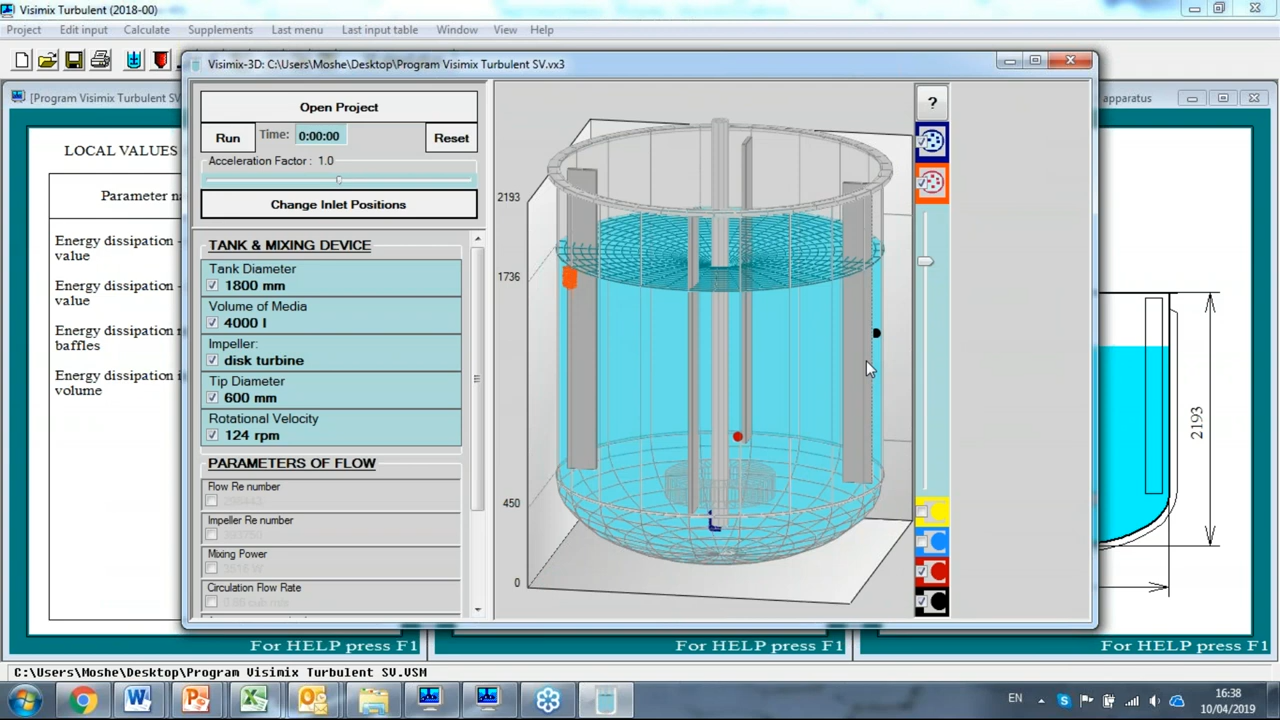 Visimix Turbulent (2018-00)
Project Edit input Calculate Supplements Last menu Last input table Window View Help
Visimix-3D: C:\Users\Moshe\Desktop\Program Visimix Turbulent SV.vx3
[Program Visimix Turbulent SV
apparatus
LOCAL VALUES
Parameter na
Energy dissipation -
value
Energy dissipation -
value
Energy dissipation n
baffles
Energy dissipation i
volume
Open Project
Run Time: 0:00:00 Reset
Acceleration Factor : 1.0
Change Inlet Positions
TANK & MIXING DEVICE
Tank Diameter
1800 mm
Volume of Media
4000 l
Impeller:
disk turbine
Tip Diameter
600 mm
Rotational Velocity
124 rpm
PARAMETERS OF FLOW
Flow Re number
Impeller Re number
393750
Mixing Power
Circulation Flow Rate
2193
1736
450
0
?
2193
For HELP press F1
For HELP press F1
For HELP press F1
C:\Users\Moshe\Desktop\Program Visimix Turbulent SV.VSM
EN
16:38
10/04/2019